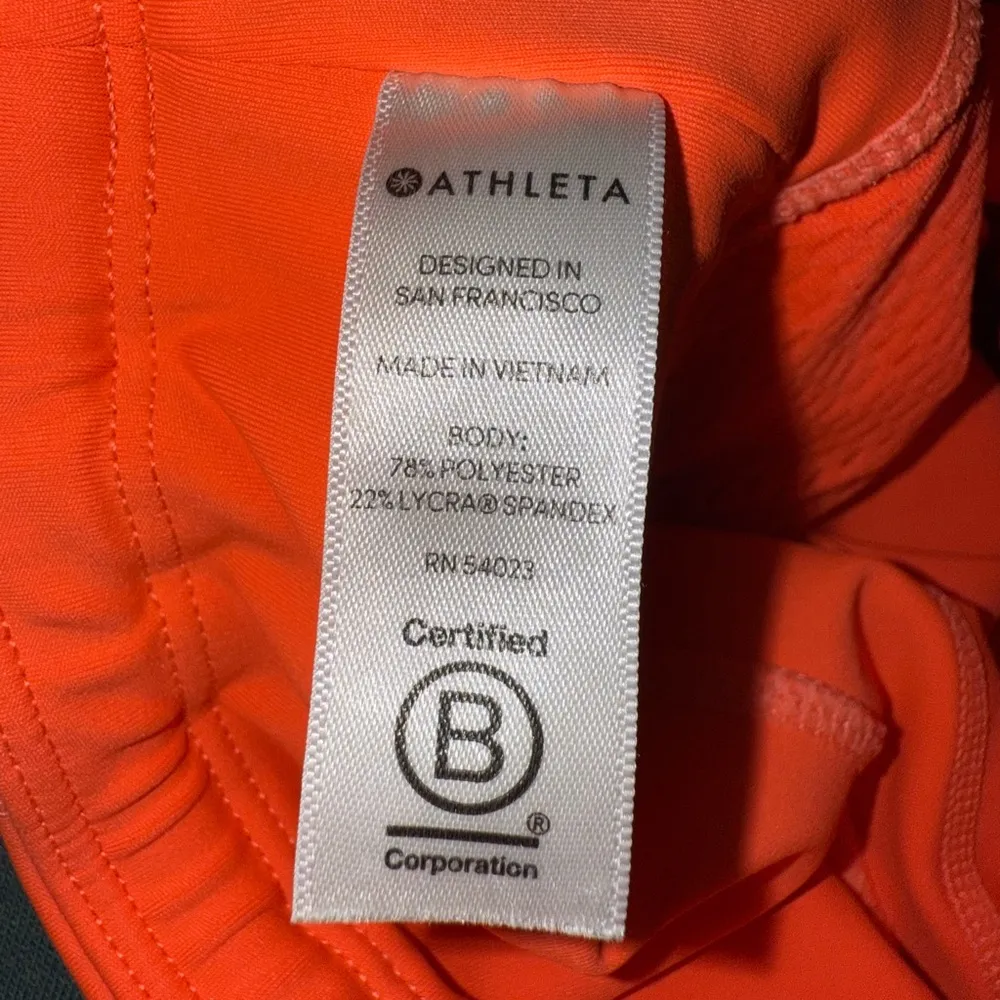 ATHLETA
DESIGNED IN
SAN FRANCISCO
MADE IN VIETNAM
BODY:
78% POLYESTER
22% LYCRA® SPANDEX
RN 54023
Certified
B
®
Corporation